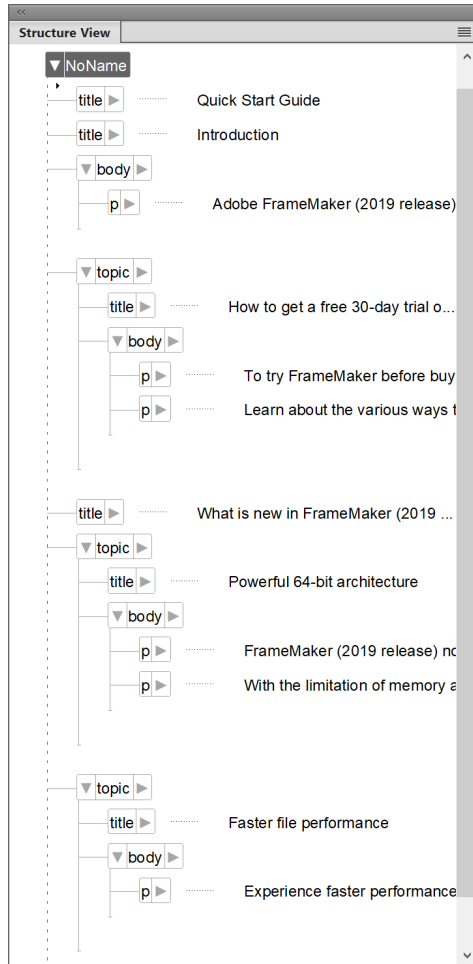 Structure View
NoName
title Quick Start Guide
title Introduction
body
p Adobe FrameMaker (2019 release)
topic
title How to get a free 30-day trial o...
body
p To try FrameMaker before buy
p Learn about the various ways t
title What is new in FrameMaker (2019 ...
topic
title Powerful 64-bit architecture
body
p FrameMaker (2019 release) no
p With the limitation of memory a
topic
title Faster file performance
body
p Experience faster performance